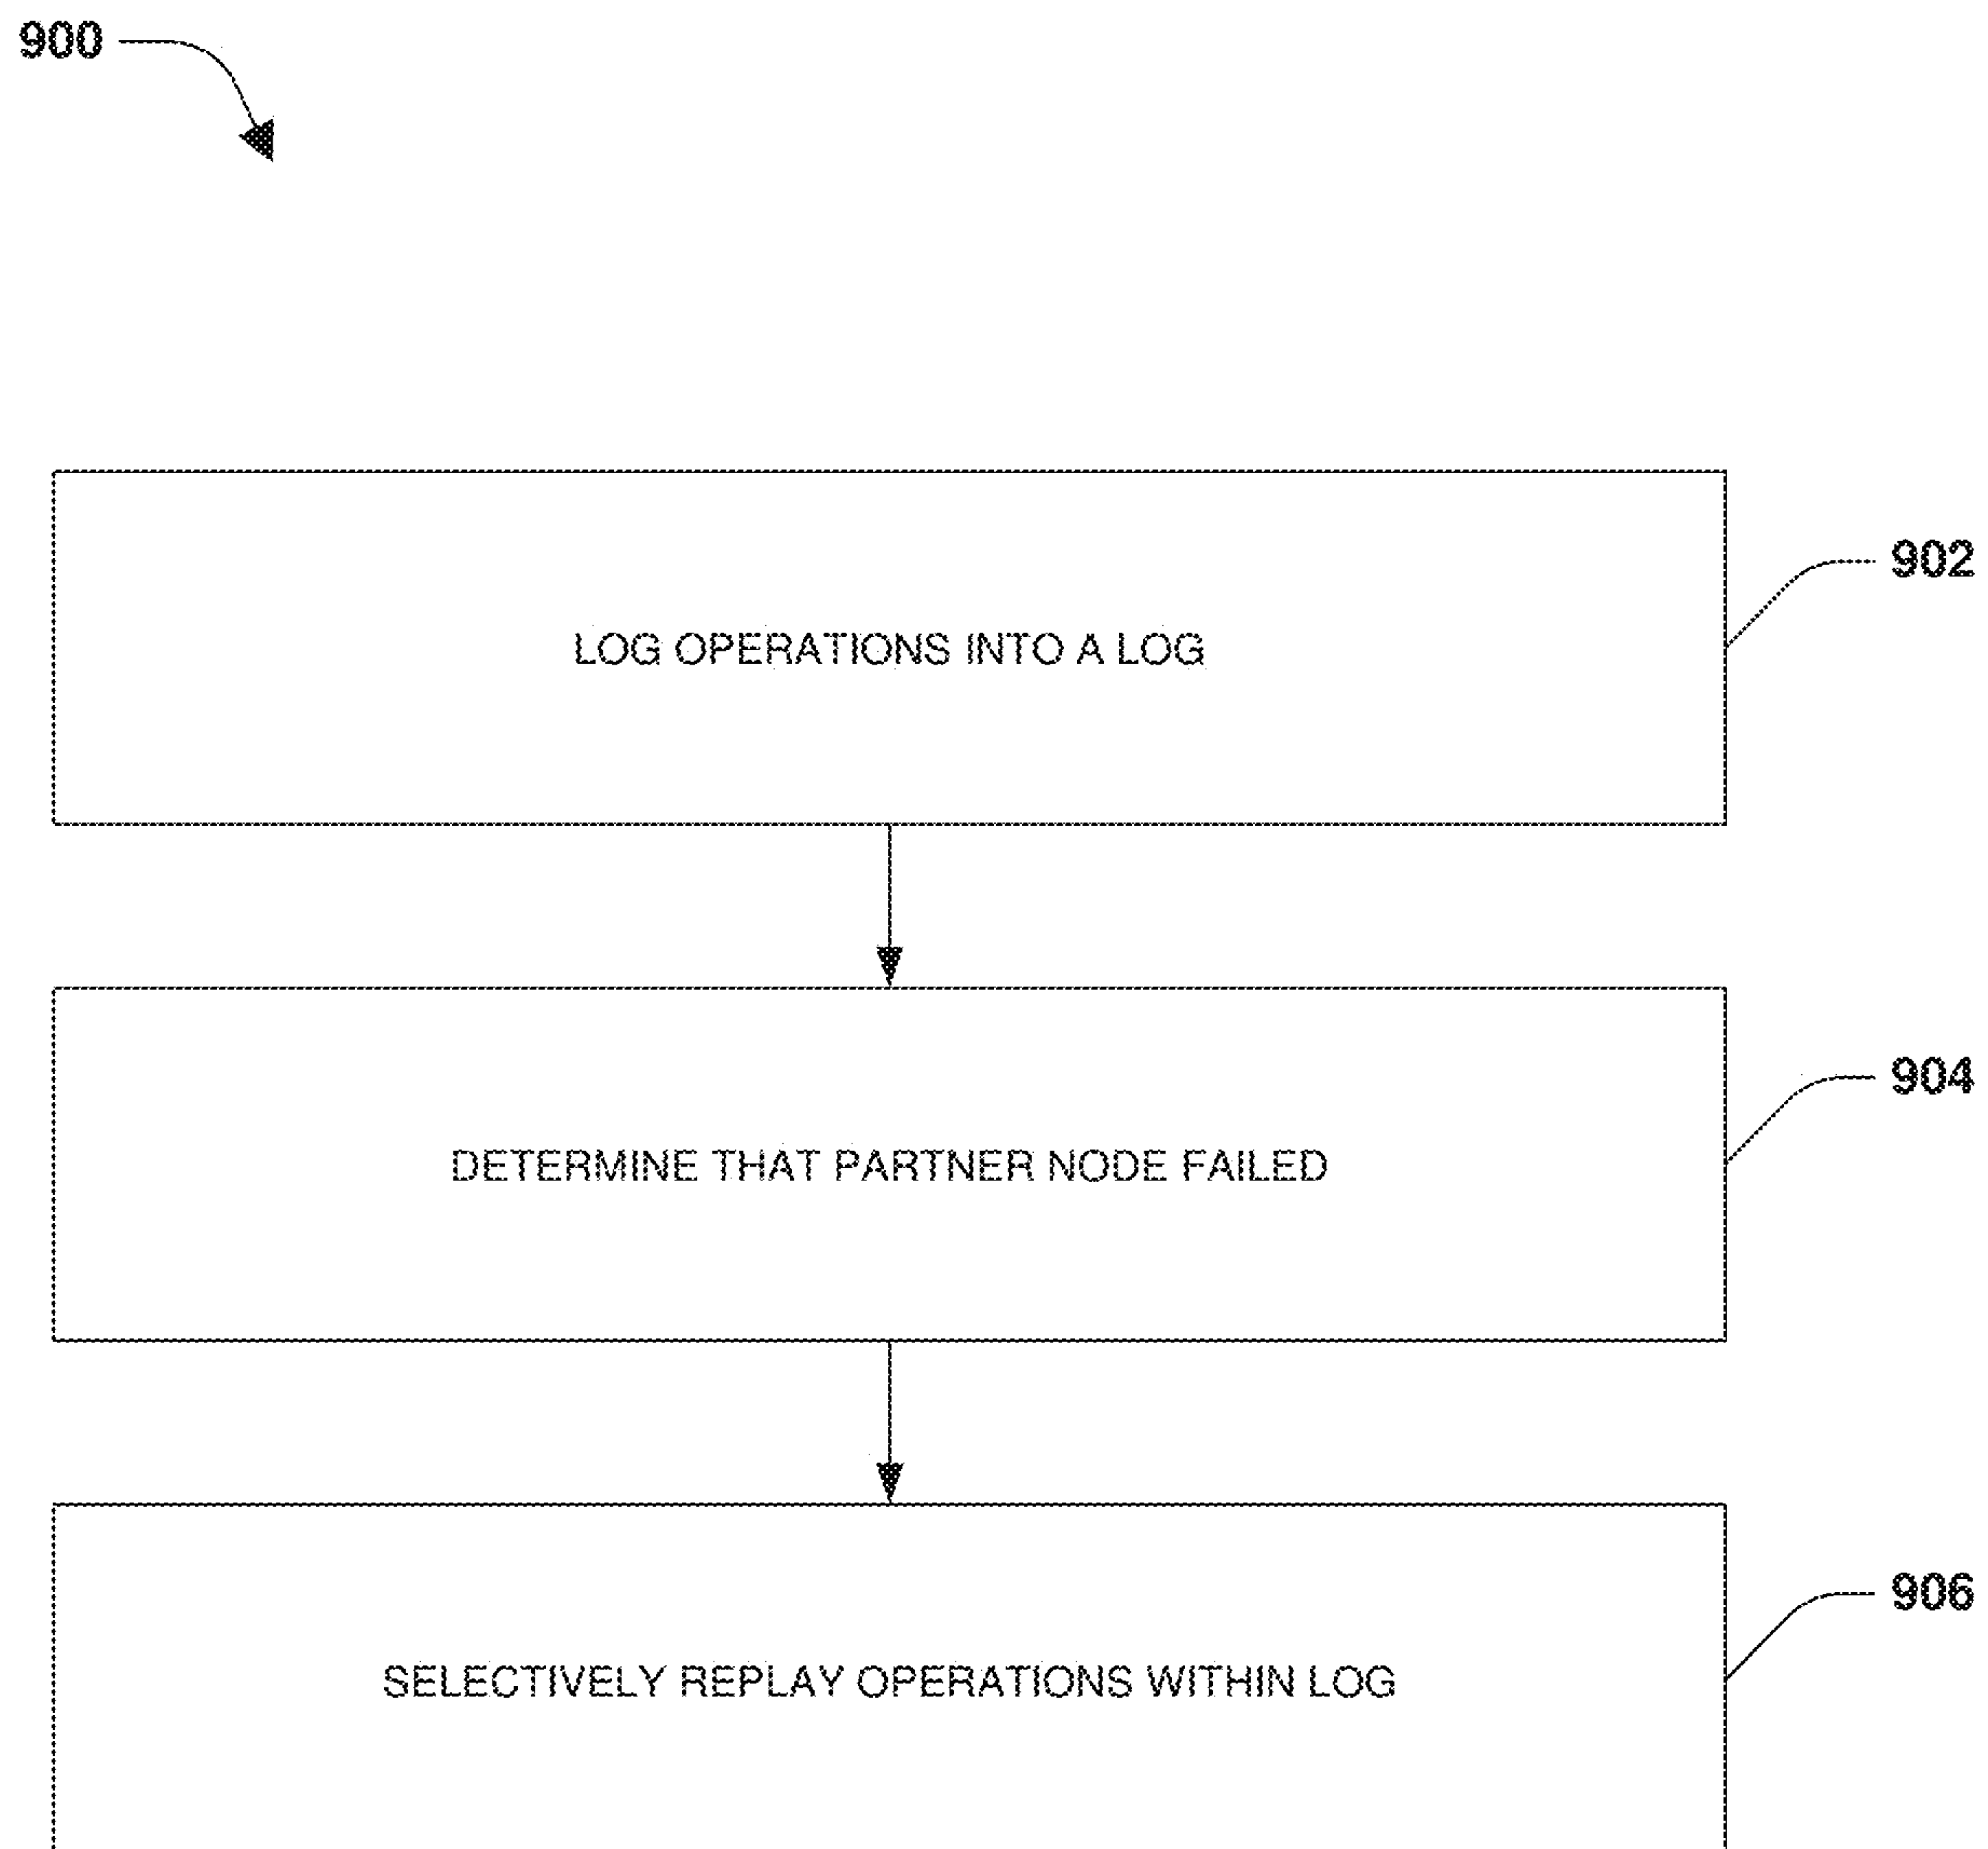 900
LOG OPERATIONS INTO A LOG
902
DETERMINE THAT PARTNER NODE FAILED
904
SELECTIVELY REPLAY OPERATIONS WITHIN LOG
906